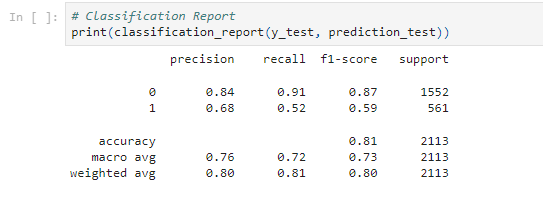 In [ ]: # Classification Report
print(classification_report(y_test, prediction_test))
precision recall f1-score support
0 0.84 0.91 0.87 1552
1 0.68 0.52 0.59 561
accuracy 0.81 2113
macro avg 0.76 0.72 0.73 2113
weighted avg 0.80 0.81 0.80 2113